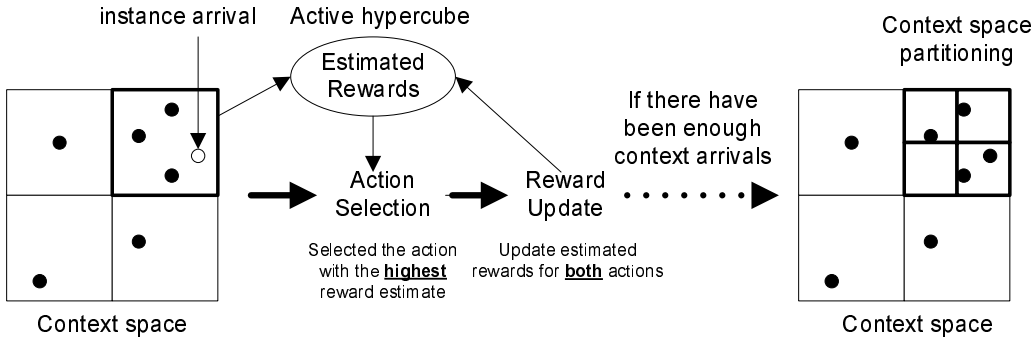 instance arrival
Active hypercube
Estimated
Rewards
Context space
partitioning
If there have
been enough
context arrivals
Action
Selection
Reward
Update
Selected the action
with the highest
reward estimate
Update estimated
rewards for both actions
Context space
Context space